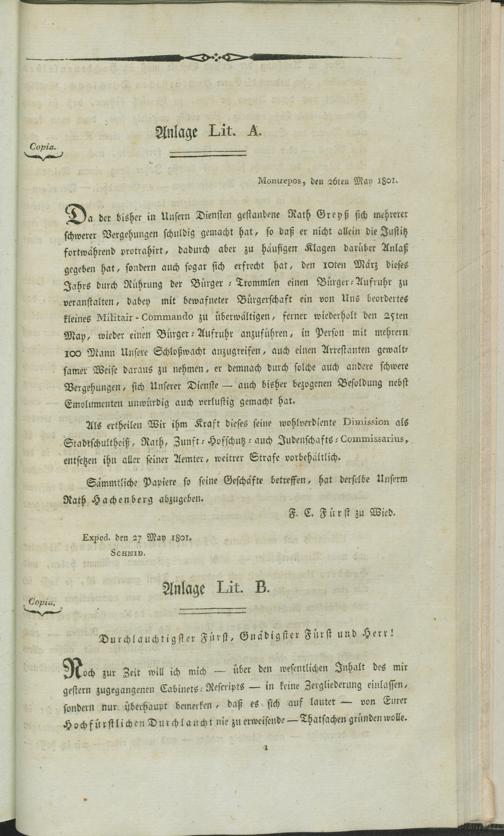 Anlage Lit. A.
Copia.
Montrepos, den 26ten May 1801.
Da der bisher in Unsern Diensten gestandene Rath Greyß sich mehrerer
schwerer Vergehungen schuldig gemacht hat, so daß er nicht allein die Justiz
fortwährend protrahirt, dadurch aber zu häufigen Klagen darüber Anlaß
gegeben hat, sondern auch sogar sich erfrecht hat, den 10ten März dieses
Jahrs durch Rührung der Bürger-Trommlen einen Bürger-Aufruhr zu
veranstalten, dabey mit bewafneter Bürgerschaft ein von Uns beordertes
kleines Militair-Commando zu überwältigen, ferner wiederholt den 25ten
May, wieder einen Bürger-Aufruhr anzuführen, in Person mit mehrern
100 Mann Unsere Schloßwacht anzugreifen, auch einen Arrestanten gewalt-
samer Weise daraus zu nehmen, er demnach durch solche auch andere schwere
Vergehungen, sich Unserer Dienste — auch bisher bezogenen Besoldung nebst
Emolumenten unwürdig auch verlustig gemacht hat.
Als ertheilen Wir ihm Kraft dieses seine wohlverdiente Dimission als
Stadtschultheiß, Rath, Zunft-Hofschutz-auch Judenschafts-Commissarius,
entsetzen ihn aller seiner Aemter, weitrer Strafe vorbehältlich.
Sämmtliche Papiere so seine Geschäfte betreffen, hat derselbe Unserm
Rath Hachenberg abzugeben.
F. C. Fürst zu Wied.
Exped. den 27 May 1801.
Schmid.
Anlage Lit. B.
Copia.
Durchlauchtigster Fürst, Gnädigster Fürst und Herr!
Noch zur Zeit will ich mich — über den wesentlichen Inhalt des mir
gestern zugegangenen Cabinets-Rescripts — in keine Zergliederung einlassen,
sondern nur überhaupt bemerken, daß es sich auf lauter — von Eurer
Hochfürstlichen Durchlaucht nie zu erweisende — Thatsachen gründen wolle.
1